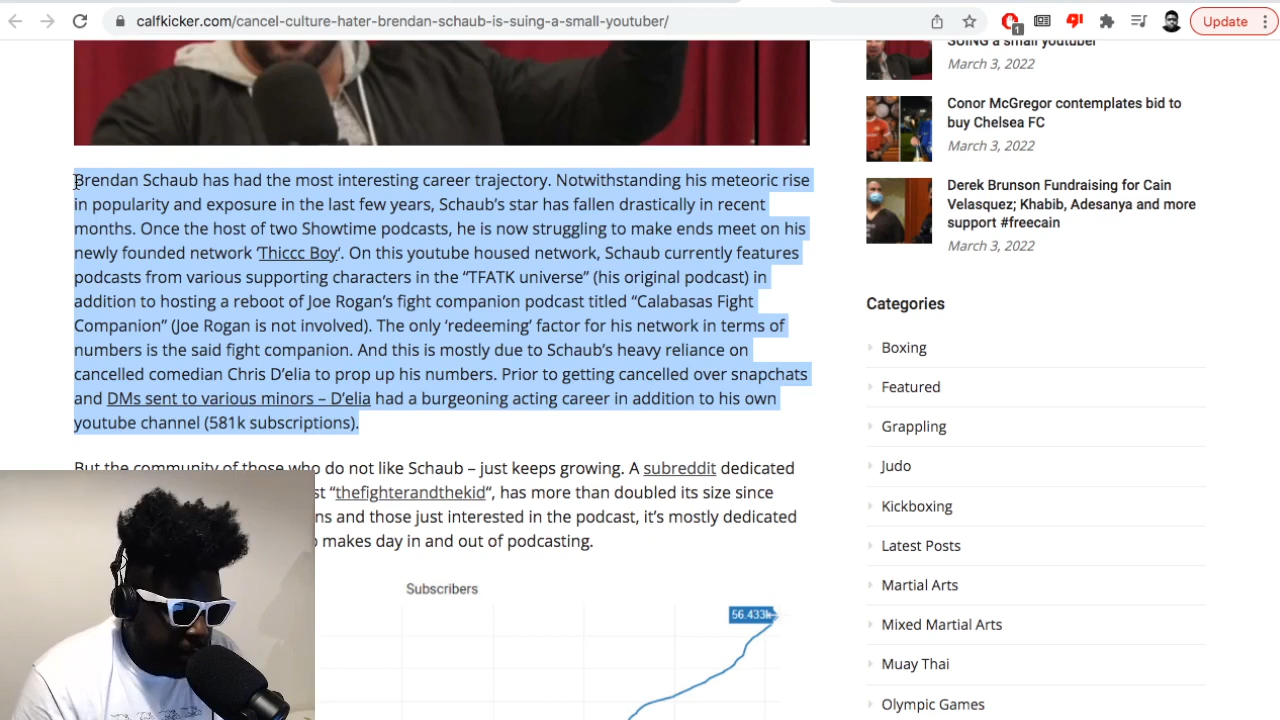 calfkicker.com/cancel-culture-hater-brendan-schaub-is-suing-a-small-youtuber/
1
Update
Brendan Schaub has had the most interesting career trajectory. Notwithstanding his meteoric rise
in popularity and exposure in the last few years, Schaub's star has fallen drastically in recent
months. Once the host of two Showtime podcasts, he is now struggling to make ends meet on his
newly founded network 'Thiccc Boy'. On this youtube housed network, Schaub currently features
podcasts from various supporting characters in the “TFATK universe” (his original podcast) in
addition to hosting a reboot of Joe Rogan's fight companion podcast titled “Calabasas Fight
Companion” (Joe Rogan is not involved). The only 'redeeming' factor for his network in terms of
numbers is the said fight companion. And this is mostly due to Schaub's heavy reliance on
cancelled comedian Chris D'elia to prop up his numbers. Prior to getting cancelled over snapchats
and DMs sent to various minors – D'elia had a burgeoning acting career in addition to his own
youtube channel (581k subscriptions).
But the community of those who do not like Schaub – just keeps growing. A subreddit dedicated
“thefighterandthekid”, has more than doubled its size since
and those just interested in the podcast, it's mostly dedicated
makes day in and out of podcasting.
Subscribers
56.433k
SUING a small youtuber
March 3, 2022
Conor McGregor contemplates bid to
buy Chelsea FC
March 3, 2022
Derek Brunson Fundraising for Cain
Velasquez; Khabib, Adesanya and more
support #freecain
March 3, 2022
Categories
Boxing
Featured
Grappling
Judo
Kickboxing
Latest Posts
Martial Arts
Mixed Martial Arts
Muay Thai
Olympic Games